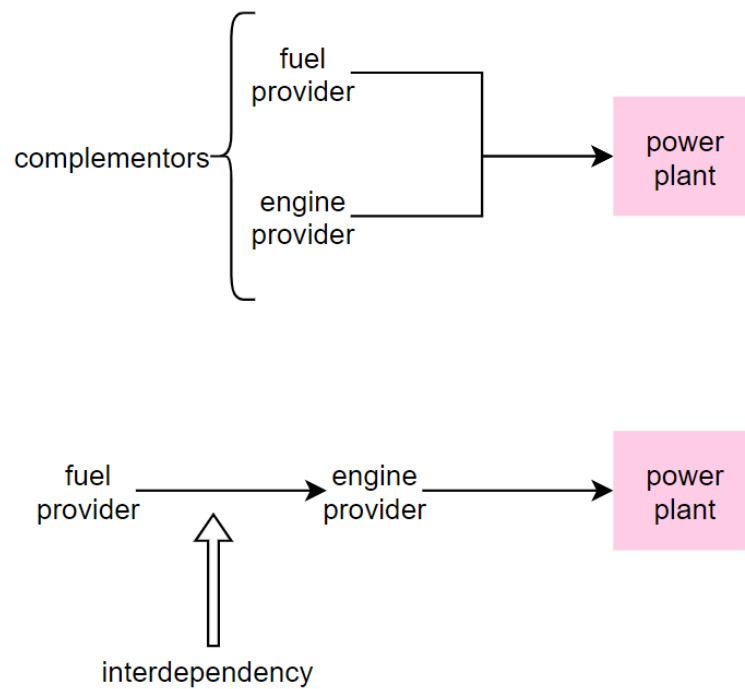 fuel
provider
complementors
engine
provider
power
plant
fuel
provider
engine
provider
power
plant
interdependency